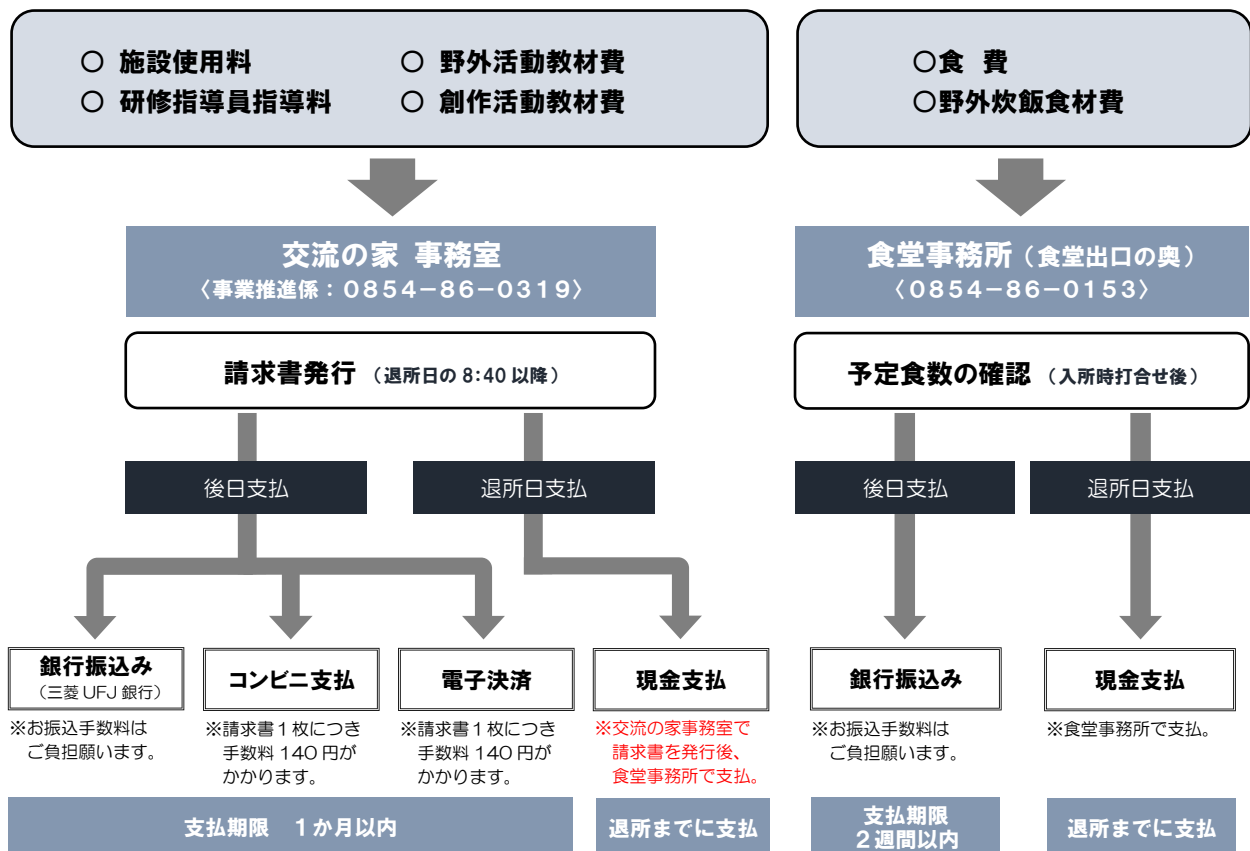 ○ 施設使用料
○ 野外活動教材費
○ 研修指導員指導料
○ 創作活動教材費
○食 費
○野外炊飯食材費
交流の家 事務室
〈事業推進係：０８５４－８６－０３１９〉
食堂事務所（食堂出口の奥）
〈０８５４－８６－０１５３〉
請求書発行（退所日の 8:40 以降）
予定食数の確認（入所時打合せ後）
後日支払
退所日支払
後日支払
退所日支払
銀行振込み
（三菱 UFJ 銀行）
※お振込手数料は
ご負担願います。
コンビニ支払
※請求書１枚につき
手数料 140 円が
かかります。
電子決済
※請求書１枚につき
手数料 140 円が
かかります。
現金支払
※交流の家事務室で
請求書を発行後、
食堂事務所で支払。
銀行振込み
※お振込手数料は
ご負担願います。
現金支払
※食堂事務所で支払。
支払期限　１か月以内
退所までに支払
支払期限
２週間以内
退所までに支払